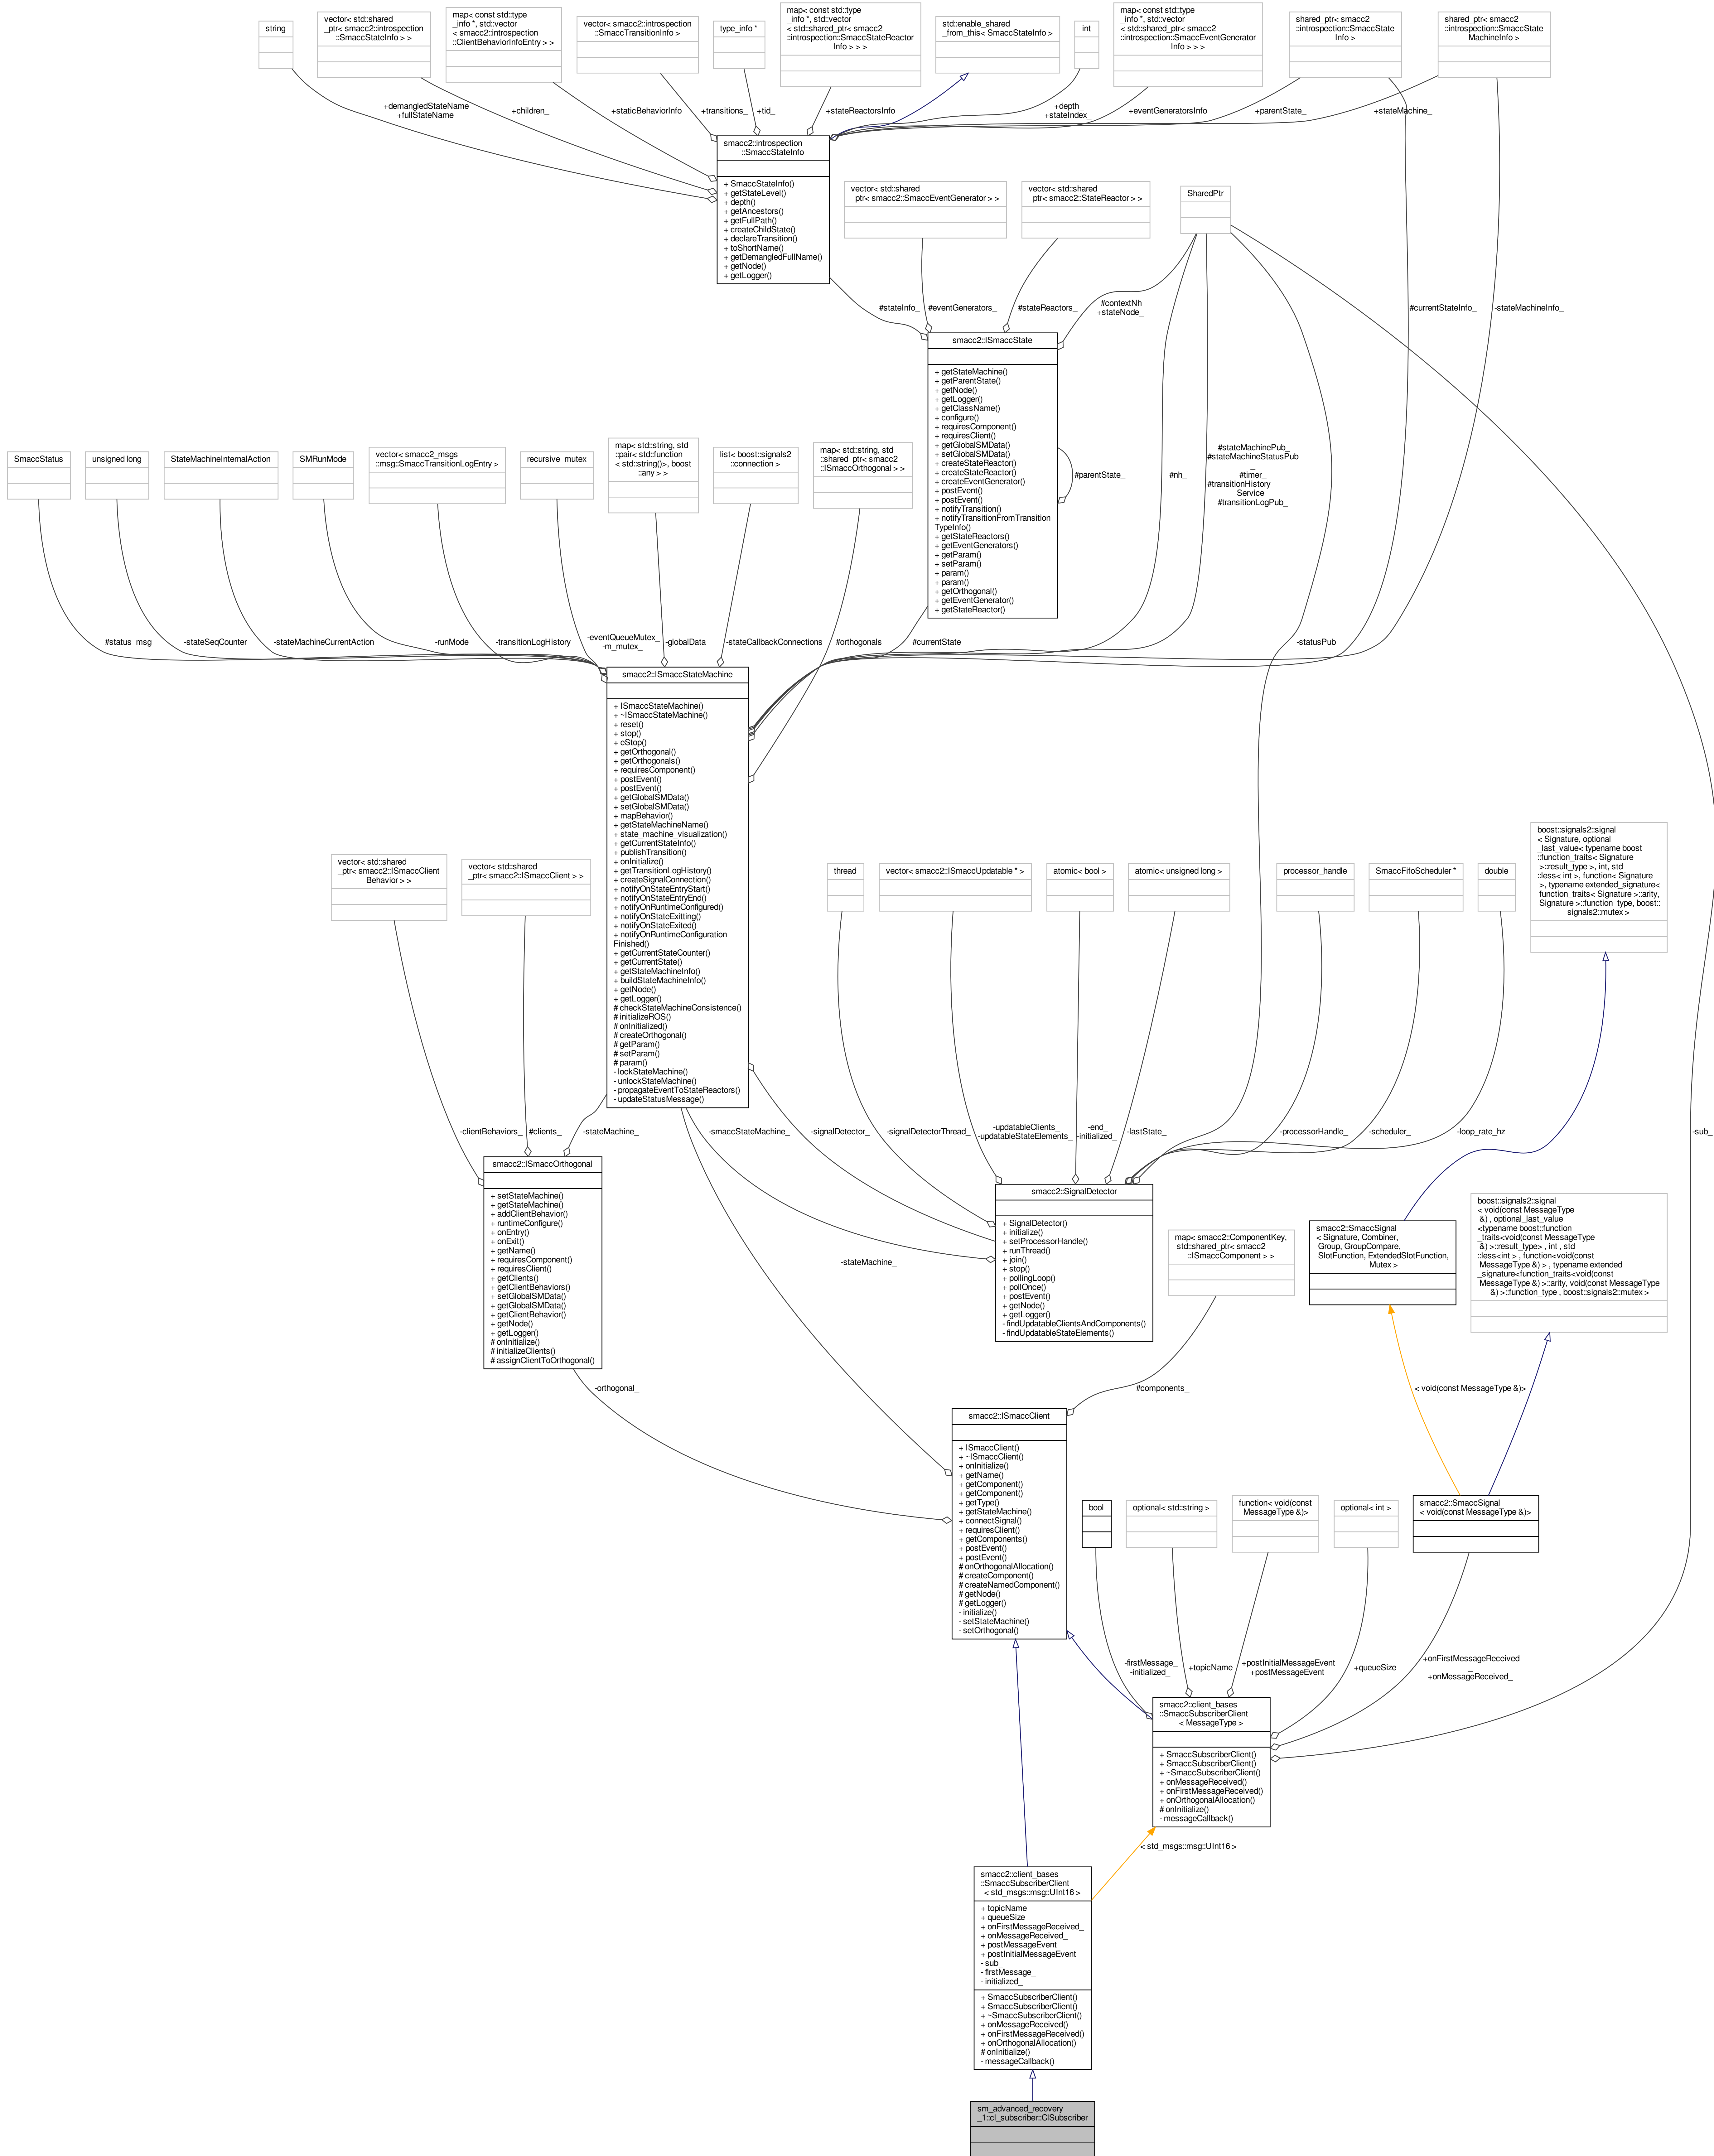 string
vector< std::shared
_ptr< smacc2::introspection
::SmaccStateInfo > >
map< const std::type
_info *, std::vector
< smacc2::introspection
::ClientBehaviorInfoEntry > >
vector< smacc2::introspection
::SmaccTransitionInfo >
type_info *
map< const std::type
_info *, std::vector
< std::shared_ptr< smacc2
::introspection::SmaccStateReactor
Info > > >
std::enable_shared
_from_this< SmaccStateInfo >
int
map< const std::type
_info *, std::vector
< std::shared_ptr< smacc2
::introspection::SmaccEventGenerator
Info > > >
shared_ptr< smacc2
::introspection::SmaccState
Info >
shared_ptr< smacc2
::introspection::SmaccState
MachineInfo >
+demangledStateName
+fullStateName
+children_
+staticBehaviorInfo
+transitions_
+tid_
+stateReactorsInfo
+depth_
+stateIndex_
+eventGeneratorsInfo
+parentState_
+stateMachine_
smacc2::introspection
::SmaccStateInfo
+ SmaccStateInfo()
+ getStateLevel()
+ depth()
+ getAncestors()
+ getFullPath()
+ createChildState()
+ declareTransition()
+ toShortName()
+ getDemangledFullName()
+ getNode()
+ getLogger()
vector< std::shared
_ptr< smacc2::SmaccEventGenerator > >
vector< std::shared
_ptr< smacc2::StateReactor > >
SharedPtr
#stateInfo_
#eventGenerators_
#stateReactors_
#contextNh
+stateNode_
#currentStateInfo_
-stateMachineInfo_
smacc2::ISmaccState
+ getStateMachine()
+ getParentState()
+ getNode()
+ getLogger()
+ getClassName()
+ configure()
+ requiresComponent()
+ requiresClient()
+ getGlobalSMData()
+ setGlobalSMData()
+ createStateReactor()
+ createStateReactor()
+ createEventGenerator()
+ postEvent()
+ postEvent()
+ notifyTransition()
+ notifyTransitionFromTransition
TypeInfo()
+ getStateReactors()
+ getEventGenerators()
+ getParam()
+ setParam()
+ param()
+ param()
+ getOrthogonal()
+ getEventGenerator()
+ getStateReactor()
#parentState_
#nh_
#stateMachinePub_
#stateMachineStatusPub
_
#timer_
#transitionHistory
Service_
#transitionLogPub_
SmaccStatus
unsigned long
StateMachineInternalAction
SMRunMode
vector< smacc2_msgs
::msg::SmaccTransitionLogEntry >
recursive_mutex
map< std::string, std
::pair< std::function
< std::string()>, boost
::any > >
list< boost::signals2
::connection >
map< std::string, std
::shared_ptr< smacc2
::ISmaccOrthogonal > >
#status_msg_
-stateSeqCounter_
-stateMachineCurrentAction
-runMode_
-transitionLogHistory_
-eventQueueMutex_
-m_mutex_
-globalData_
-stateCallbackConnections
#orthogonals_
#currentState_
-statusPub_
smacc2::ISmaccStateMachine
+ ISmaccStateMachine()
+ ~ISmaccStateMachine()
+ reset()
+ stop()
+ eStop()
+ getOrthogonal()
+ getOrthogonals()
+ requiresComponent()
+ postEvent()
+ postEvent()
+ getGlobalSMData()
+ setGlobalSMData()
+ mapBehavior()
+ getStateMachineName()
+ state_machine_visualization()
+ getCurrentStateInfo()
+ publishTransition()
+ onInitialize()
+ getTransitionLogHistory()
+ createSignalConnection()
+ notifyOnStateEntryStart()
+ notifyOnStateEntryEnd()
+ notifyOnRuntimeConfigured()
+ notifyOnStateExitting()
+ notifyOnStateExited()
+ notifyOnRuntimeConfiguration
Finished()
+ getCurrentStateCounter()
+ getCurrentState()
+ getStateMachineInfo()
+ buildStateMachineInfo()
+ getNode()
+ getLogger()
# checkStateMachineConsistence()
# initializeROS()
# onInitialized()
# createOrthogonal()
# getParam()
# setParam()
# param()
- lockStateMachine()
- unlockStateMachine()
- propagateEventToStateReactors()
- updateStatusMessage()
vector< std::shared
_ptr< smacc2::ISmaccClient
Behavior > >
vector< std::shared
_ptr< smacc2::ISmaccClient > >
thread
vector< smacc2::ISmaccUpdatable * >
atomic< bool >
atomic< unsigned long >
processor_handle
SmaccFifoScheduler *
double
boost::signals2::signal
< Signature, optional
_last_value< typename boost
::function_traits< Signature
>::result_type >, int, std
::less< int >, function< Signature
>, typename extended_signature<
function_traits< Signature >::arity,
Signature >::function_type, boost::
signals2::mutex >
-clientBehaviors_
#clients_
-stateMachine_
-smaccStateMachine_
-signalDetector_
-signalDetectorThread_
-updatableClients_
-updatableStateElements_
-end_
-initialized_
-lastState_
-processorHandle_
-scheduler_
-loop_rate_hz
-sub_
smacc2::ISmaccOrthogonal
+ setStateMachine()
+ getStateMachine()
+ addClientBehavior()
+ runtimeConfigure()
+ onEntry()
+ onExit()
+ getName()
+ requiresComponent()
+ requiresClient()
+ getClients()
+ getClientBehaviors()
+ setGlobalSMData()
+ getGlobalSMData()
+ getClientBehavior()
+ getNode()
+ getLogger()
# onInitialize()
# initializeClients()
# assignClientToOrthogonal()
smacc2::SignalDetector
+ SignalDetector()
+ initialize()
+ setProcessorHandle()
+ runThread()
+ join()
+ stop()
+ pollingLoop()
+ pollOnce()
+ postEvent()
+ getNode()
+ getLogger()
- findUpdatableClientsAndComponents()
- findUpdatableStateElements()
-stateMachine_
map< smacc2::ComponentKey,
std::shared_ptr< smacc2
::ISmaccComponent > >
smacc2::SmaccSignal
< Signature, Combiner,
Group, GroupCompare,
SlotFunction, ExtendedSlotFunction,
Mutex >
boost::signals2::signal
< void(const MessageType
&) , optional_last_value
<typename boost::function
_traits<void(const MessageType
&) >::result_type> , int , std
::less<int > , function<void(const
MessageType &) > , typename extended
_signature<function_traits<void(const
MessageType &) >::arity, void(const MessageType
&) >::function_type , boost::signals2::mutex >
-orthogonal_
#components_
< void(const MessageType &)>
smacc2::ISmaccClient
+ ISmaccClient()
+ ~ISmaccClient()
+ onInitialize()
+ getName()
+ getComponent()
+ getComponent()
+ getType()
+ getStateMachine()
+ connectSignal()
+ requiresClient()
+ getComponents()
+ postEvent()
+ postEvent()
# onOrthogonalAllocation()
# createComponent()
# createNamedComponent()
# getNode()
# getLogger()
- initialize()
- setStateMachine()
- setOrthogonal()
bool
optional< std::string >
function< void(const
MessageType &)>
optional< int >
smacc2::SmaccSignal
< void(const MessageType &)>
-firstMessage_
-initialized_
+topicName
+postInitialMessageEvent
+postMessageEvent
+queueSize
+onFirstMessageReceived
_
+onMessageReceived_
smacc2::client_bases
::SmaccSubscriberClient
< MessageType >
+ SmaccSubscriberClient()
+ SmaccSubscriberClient()
+ ~SmaccSubscriberClient()
+ onMessageReceived()
+ onFirstMessageReceived()
+ onOrthogonalAllocation()
# onInitialize()
- messageCallback()
< std_msgs::msg::UInt16 >
smacc2::client_bases
::SmaccSubscriberClient
< std_msgs::msg::UInt16 >
+ topicName
+ queueSize
+ onFirstMessageReceived_
+ onMessageReceived_
+ postMessageEvent
+ postInitialMessageEvent
- sub_
- firstMessage_
- initialized_
+ SmaccSubscriberClient()
+ SmaccSubscriberClient()
+ ~SmaccSubscriberClient()
+ onMessageReceived()
+ onFirstMessageReceived()
+ onOrthogonalAllocation()
# onInitialize()
- messageCallback()
sm_advanced_recovery
_1::cl_subscriber::ClSubscriber